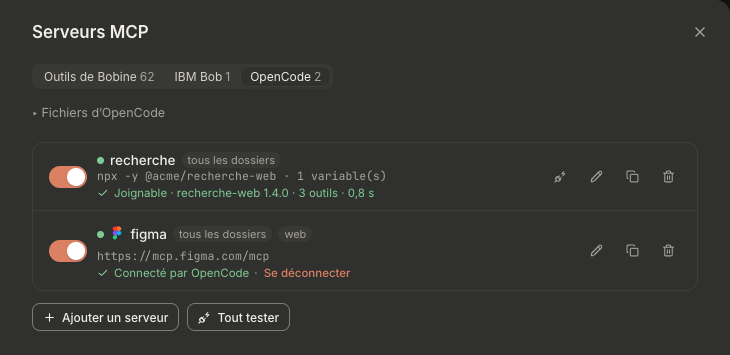 Serveurs MCP
Outils de Bobine 62 IBM Bob 1 OpenCode 2
Fichiers d'OpenCode
recherche tous les dossiers
npx -y @acme/recherche-web · 1 variable(s)
Joignable · recherche-web 1.4.0 · 3 outils · 0,8 s
figma tous les dossiers web
https://mcp.figma.com/mcp
Connecté par OpenCode · Se déconnecter
+ Ajouter un serveur Tout tester